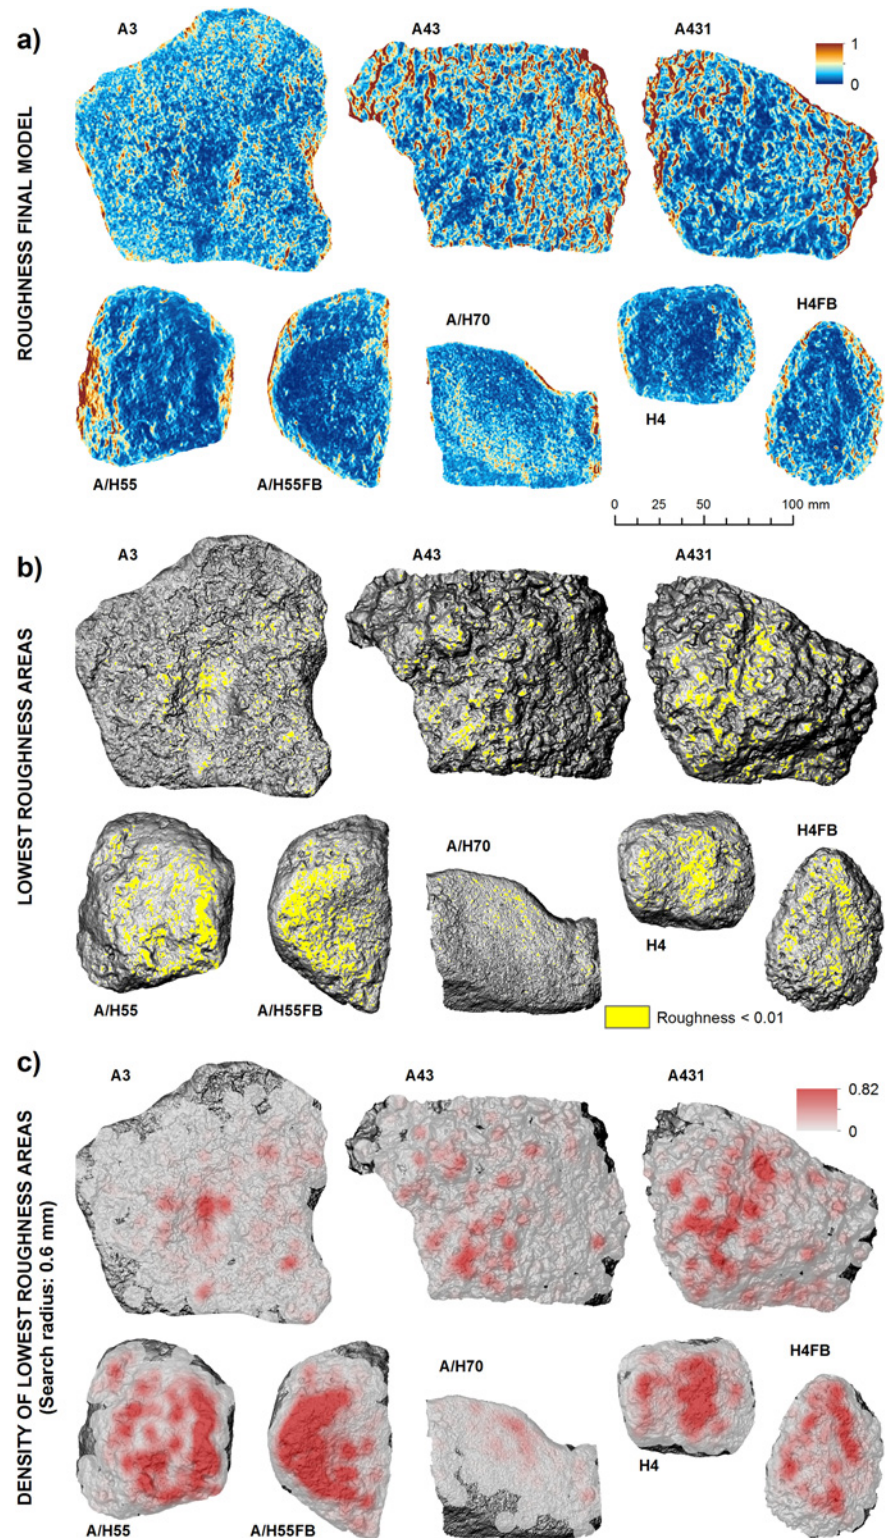 a)
A3
A43
A431
1
0
ROUGHNESS FINAL MODEL
A/H55
A/H55FB
A/H70
H4
H4FB
0 25 50 100 mm
b)
A3
A43
A431
LOWEST ROUGHNESS AREAS
A/H55
A/H55FB
A/H70
H4
H4FB
Roughness < 0.01
c)
A3
A43
A431
0.82
0
DENSITY OF LOWEST ROUGHNESS AREAS
(Search radius: 0.6 mm)
A/H55
A/H55FB
A/H70
H4
H4FB